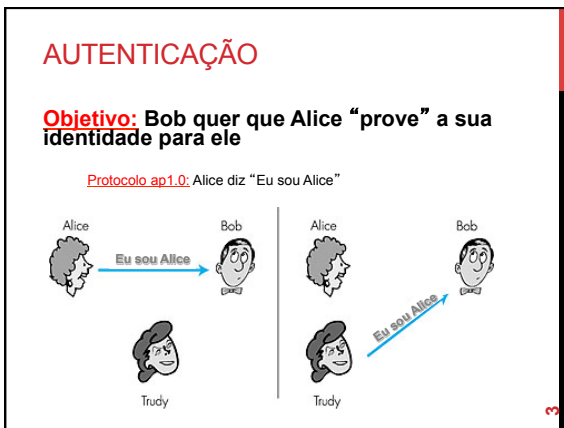 AUTENTICAÇÃO
Objetivo: Bob quer que Alice “prove” a sua
identidade para ele
Protocolo ap1.0: Alice diz “Eu sou Alice”
Alice
Bob
Eu sou Alice
Trudy
Alice
Bob
Eu sou Alice
Trudy
3